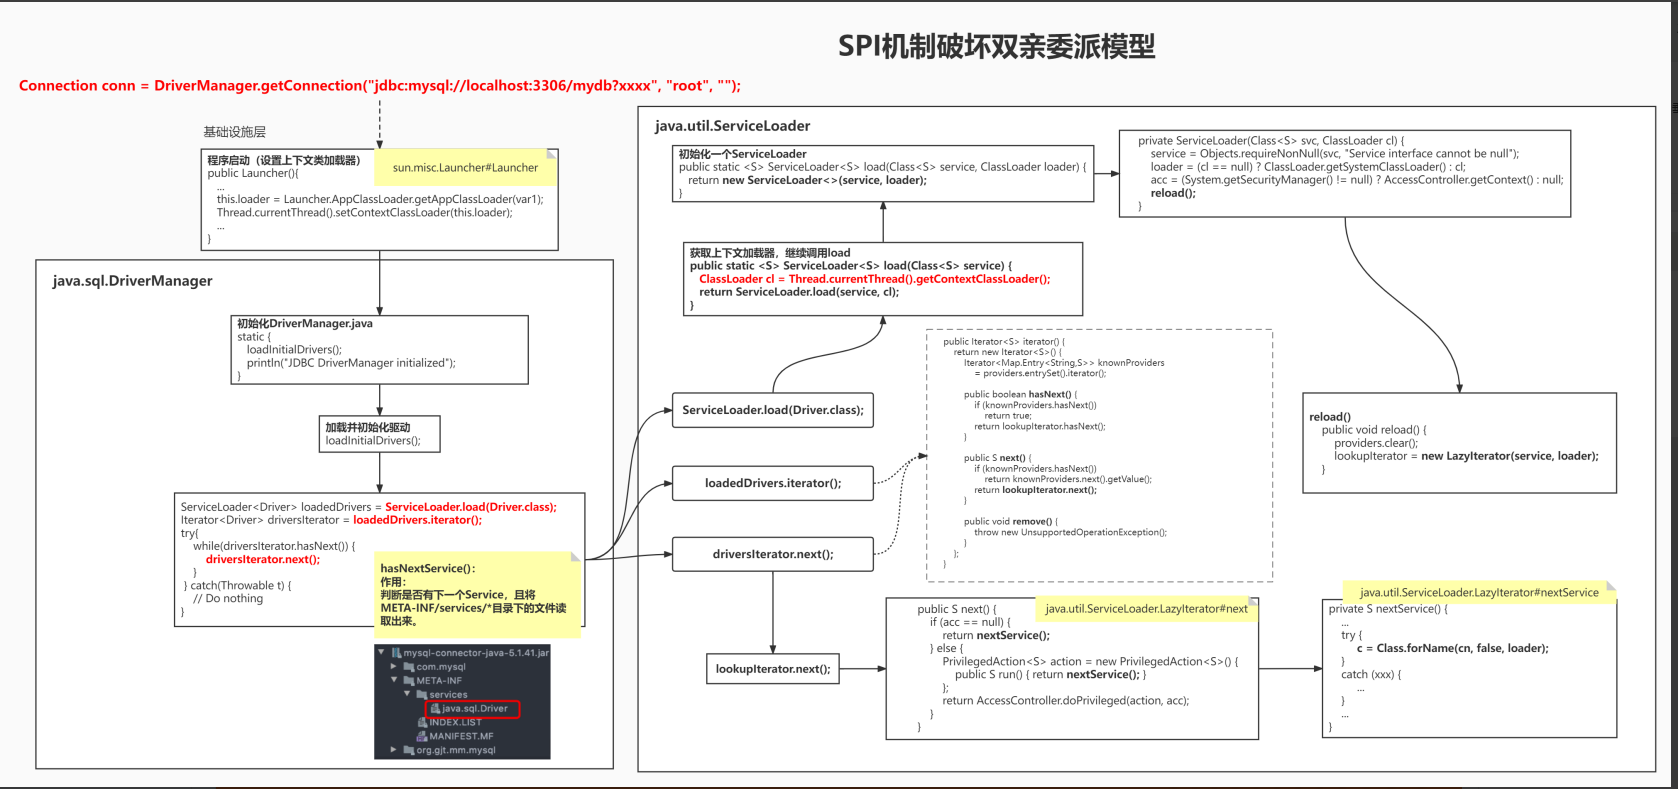 SPI机制破坏双亲委派模型
Connection conn = DriverManager.getConnection("jdbc:mysql://localhost:3306/mydb?xxxx", "root", "");
基础设施层
程序启动（设置上下文类加载器）
public Launcher(){
...
this.loader = Launcher.AppClassLoader.getAppClassLoader(var1);
Thread.currentThread().setContextClassLoader(this.loader);
...
}
sun.misc.Launcher#Launcher
java.sql.DriverManager
初始化DriverManager.java
static {
loadInitialDrivers();
println("JDBC DriverManager initialized");
}
加载并初始化驱动
loadInitialDrivers();
ServiceLoader<Driver> loadedDrivers = ServiceLoader.load(Driver.class);
Iterator<Driver> driversIterator = loadedDrivers.iterator();
try{
while(driversIterator.hasNext()) {
driversIterator.next();
}
} catch(Throwable t) {
// Do nothing
}
hasNextService():
作用：
判断是否有下一个Service，且将
META-INF/services/*目录下的文件读
取出来。
mysql-connector-java-5.1.41.jar
com.mysql
META-INF
services
java.sql.Driver
INDEX.LIST
MANIFEST.MF
org.gjt.mm.mysql
java.util.ServiceLoader
初始化一个ServiceLoader
public static <S> ServiceLoader<S> load(Class<S> service, ClassLoader loader) {
return new ServiceLoader<>(service, loader);
}
private ServiceLoader(Class<S> svc, ClassLoader cl) {
service = Objects.requireNonNull(svc, "Service interface cannot be null");
loader = (cl == null) ? ClassLoader.getSystemClassLoader() : cl;
acc = (System.getSecurityManager() != null) ? AccessController.getContext() : null;
reload();
}
获取上下文加载器，继续调用load
public static <S> ServiceLoader<S> load(Class<S> service) {
ClassLoader cl = Thread.currentThread().getContextClassLoader();
return ServiceLoader.load(service, cl);
}
ServiceLoader.load(Driver.class);
loadedDrivers.iterator();
driversIterator.next();
lookupIterator.next();
public Iterator<S> iterator() {
return new Iterator<S>() {
Iterator<Map.Entry<String,S>> knownProviders
= providers.entrySet().iterator();
public boolean hasNext() {
if (knownProviders.hasNext())
return true;
return lookupIterator.hasNext();
}
public S next() {
if (knownProviders.hasNext())
return knownProviders.next().getValue();
return lookupIterator.next();
}
public void remove() {
throw new UnsupportedOperationException();
}
};
}
reload()
public void reload() {
providers.clear();
lookupIterator = new LazyIterator(service, loader);
}
java.util.ServiceLoader.LazyIterator#next
public S next() {
if (acc == null) {
return nextService();
} else {
PrivilegedAction<S> action = new PrivilegedAction<S>() {
public S run() { return nextService(); }
};
return AccessController.doPrivileged(action, acc);
}
}
java.util.ServiceLoader.LazyIterator#nextService
private S nextService() {
...
try {
c = Class.forName(cn, false, loader);
}
catch (xxx) {
...
}
...
}